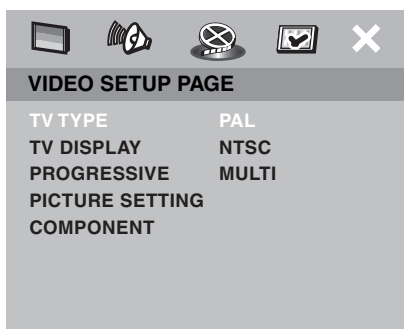 VIDEO SETUP PAGE
TV TYPE PAL
TV DISPLAY NTSC
PROGRESSIVE MULTI
PICTURE SETTING
COMPONENT